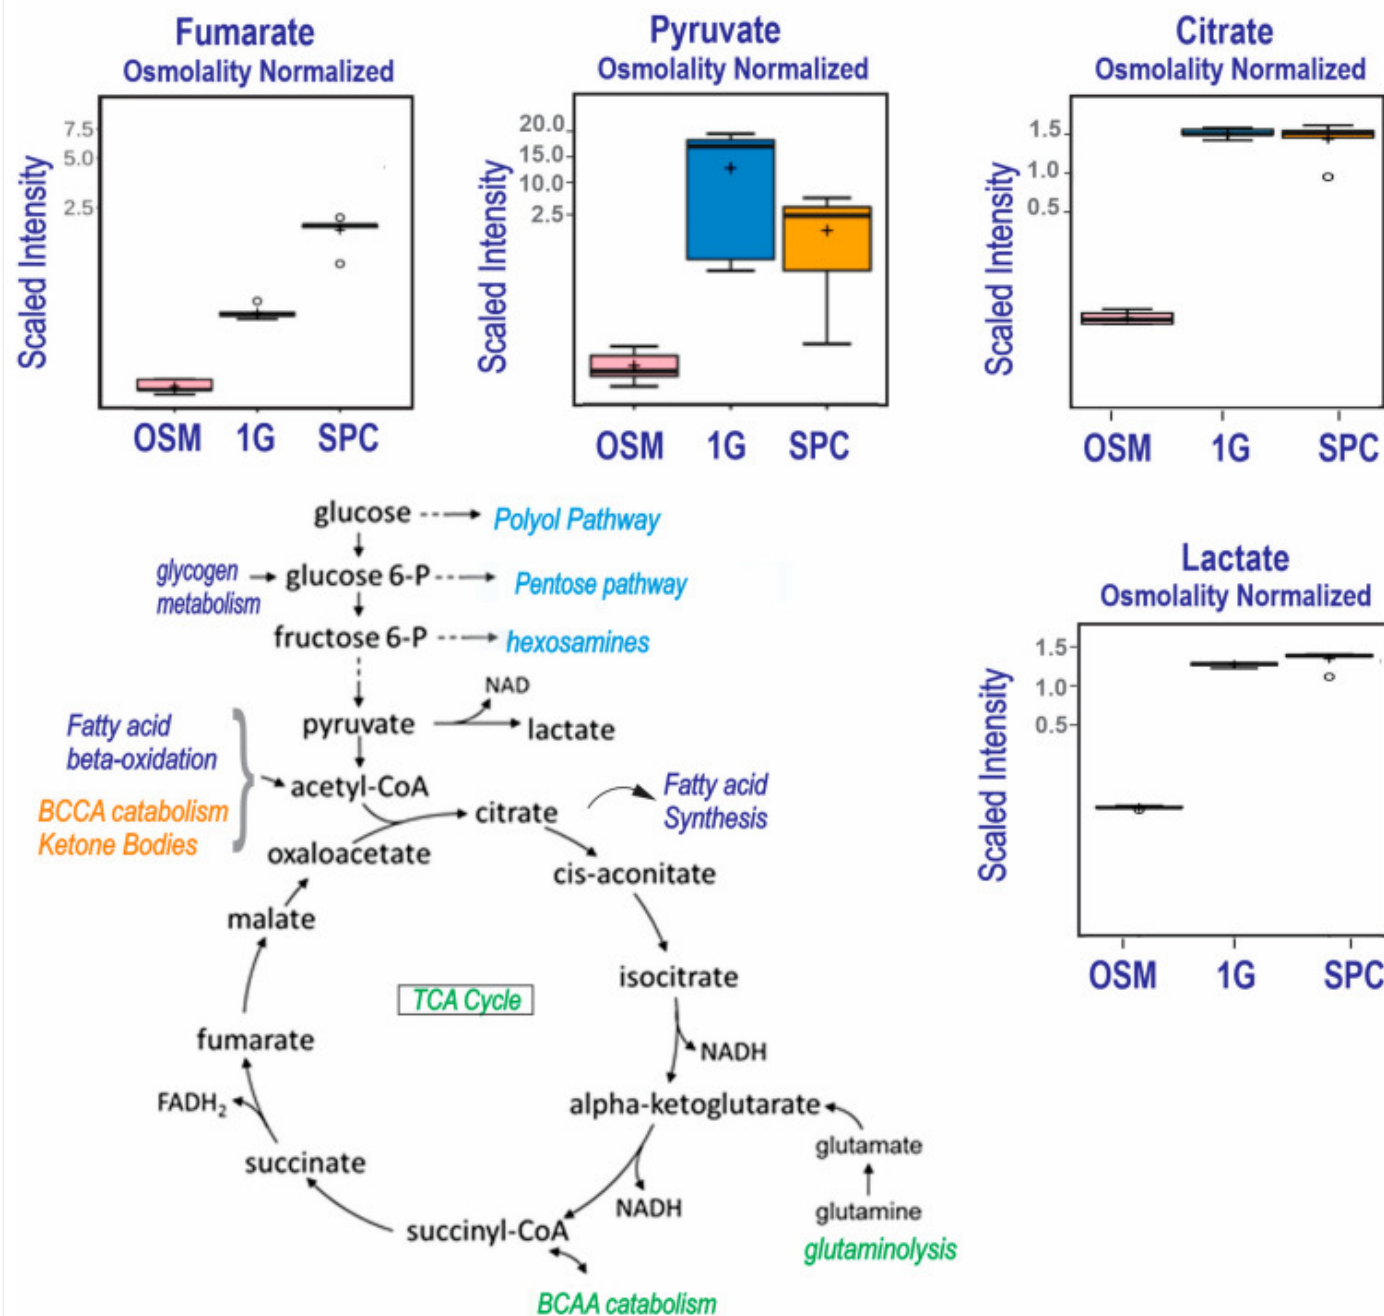 Fumarate
Osmolality Normalized
Scaled Intensity
7.5
5.0
2.5
OSM 1G SPC
Pyruvate
Osmolality Normalized
Scaled Intensity
20.0
15.0
10.0
2.5
OSM 1G SPC
Citrate
Osmolality Normalized
Scaled Intensity
1.5
1.0
0.5
OSM 1G SPC
glucose
Polyol Pathway
glycogen
metabolism
glucose 6-P
Pentose pathway
fructose 6-P
hexosamines
NAD
pyruvate
lactate
Fatty acid
beta-oxidation
BCCA catabolism
Ketone Bodies
acetyl-CoA
citrate
Fatty acid
Synthesis
oxaloacetate
cis-aconitate
malate
isocitrate
TCA Cycle
fumarate
NADH
FADH₂
alpha-ketoglutarate
glutamate
succinate
NADH
glutamine
succinyl-CoA
glutaminolysis
BCAA catabolism
Lactate
Osmolality Normalized
Scaled Intensity
1.5
1.0
0.5
OSM 1G SPC